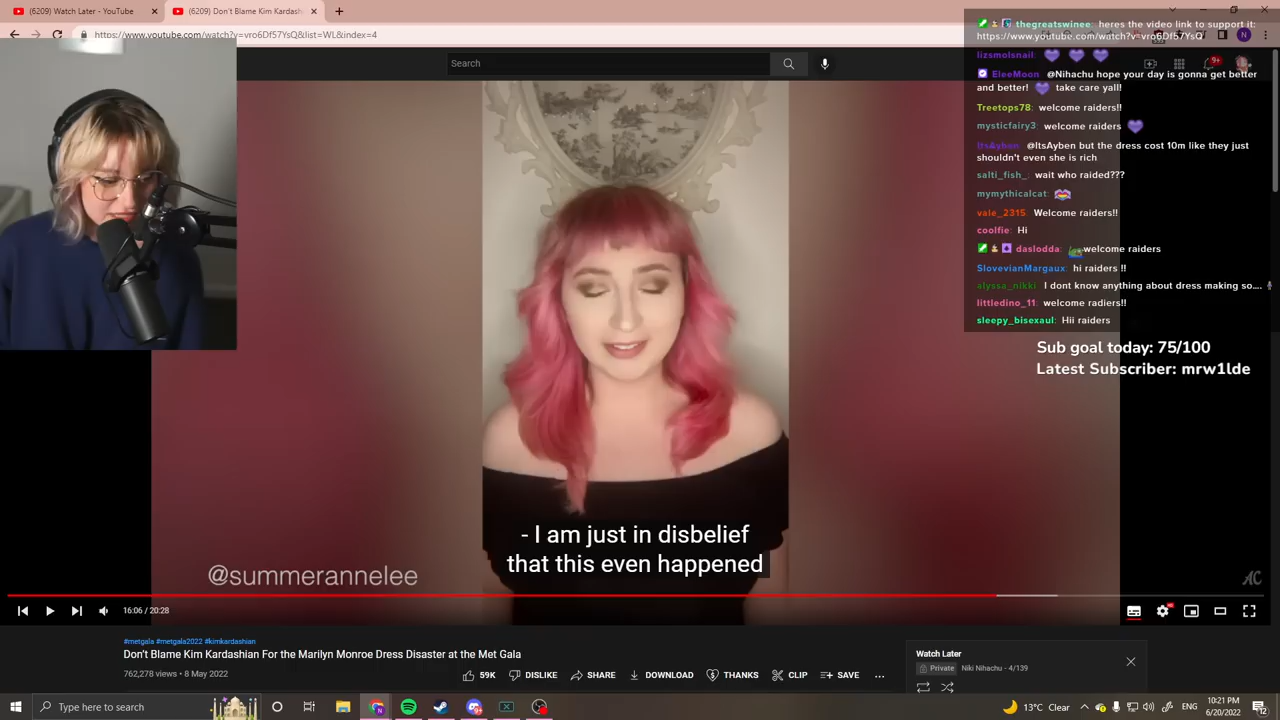 (6209) Watch Later - YouTube
(6209) Don't Blame Kim Kardashi
youtube.com/watch?v=vro6Df57YsQ&list=WL&index=4
Search
thegreatswinee: heres the video link to support it:
https://www.youtube.com/watch?v=vro6Df57YsQ
lizsmolsnail:
EleeMoon @Nihachu hope your day is gonna get better
and better! take care yall!
Treetops78: welcome raiders!!
mysticfairy3: welcome raiders
ItsAyben: @ItsAyben but the dress cost 10m like they just
shouldn't even she is rich
salti_fish_: wait who raided???
mymythicalcat:
vale_2315: Welcome raiders!!
coolfie: Hi
daslodda: welcome raiders
SlovevianMargaux: hi raiders !!
alyssa_nikki: I dont know anything about dress making so....
littledino_11: welcome radiers!!
sleepy_bisexaul: Hii raiders
9+
N
Sub goal today: 75/100
Latest Subscriber: mrw1lde
- I am just in disbelief
that this even happened
@summerannelee
AC
16:06 / 20:28
#metgala #metgala2022 #kimkardashian
Don't Blame Kim Kardashian For the Marilyn Monroe Dress Disaster at the Met Gala
762,278 views • 8 May 2022
59K
DISLIKE
SHARE
DOWNLOAD
THANKS
CLIP
SAVE
Watch Later
Private Niki Nihachu - 4/139
Type here to search
13°C Clear
10:21 PM
6/20/2022
12